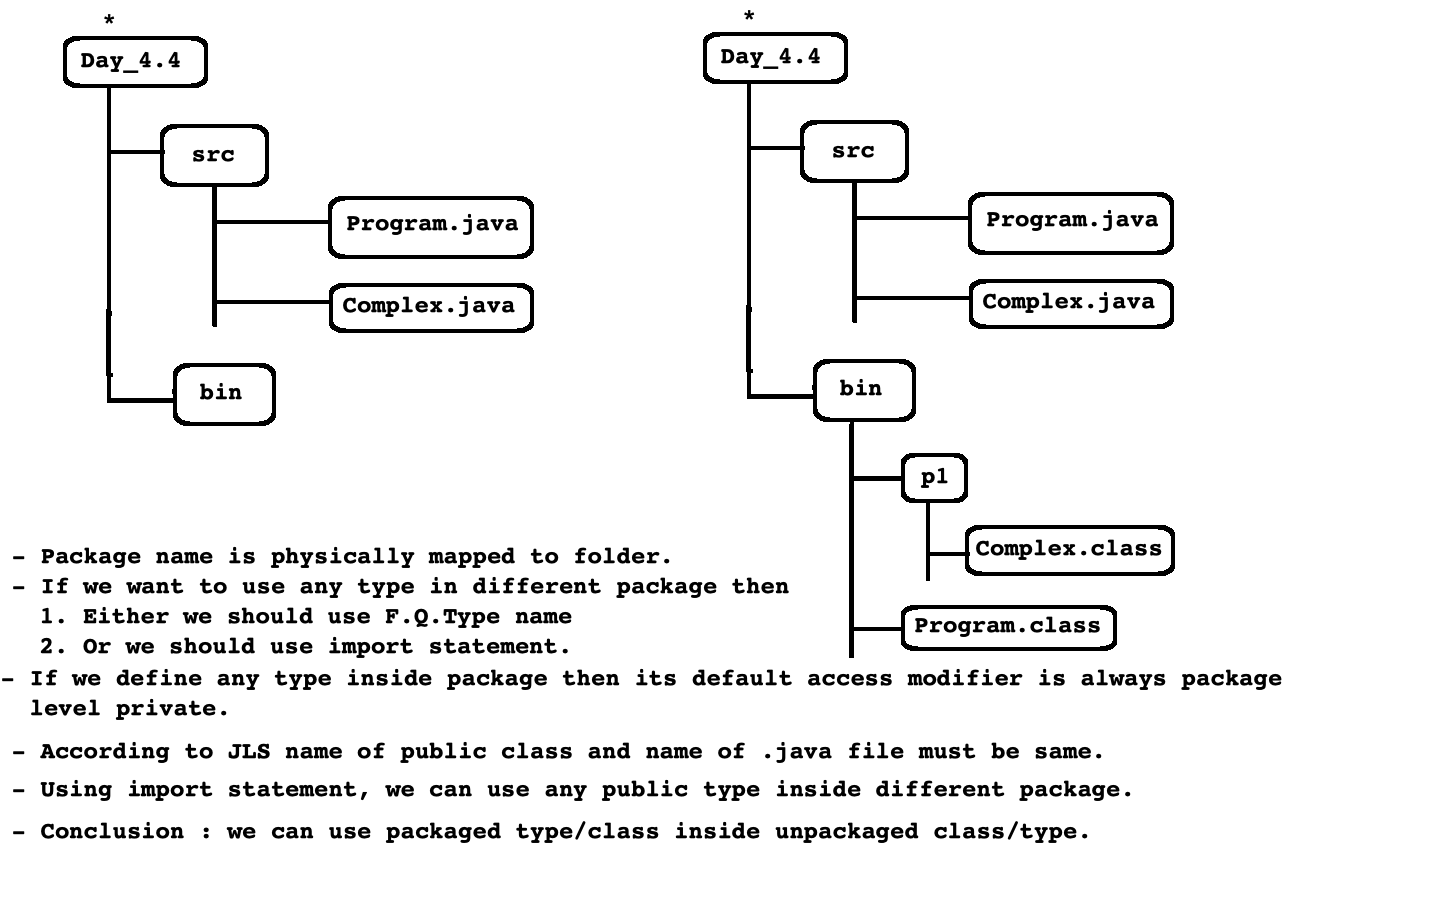 *
Day_4.4
src
Program.java
Complex.java
bin
*
Day_4.4
src
Program.java
Complex.java
bin
p1
Complex.class
Program.class
- Package name is physically mapped to folder.
- If we want to use any type in different package then
1. Either we should use F.Q.Type name
2. Or we should use import statement.
- If we define any type inside package then its default access modifier is always package
level private.
- According to JLS name of public class and name of .java file must be same.
- Using import statement, we can use any public type inside different package.
- Conclusion : we can use packaged type/class inside unpackaged class/type.